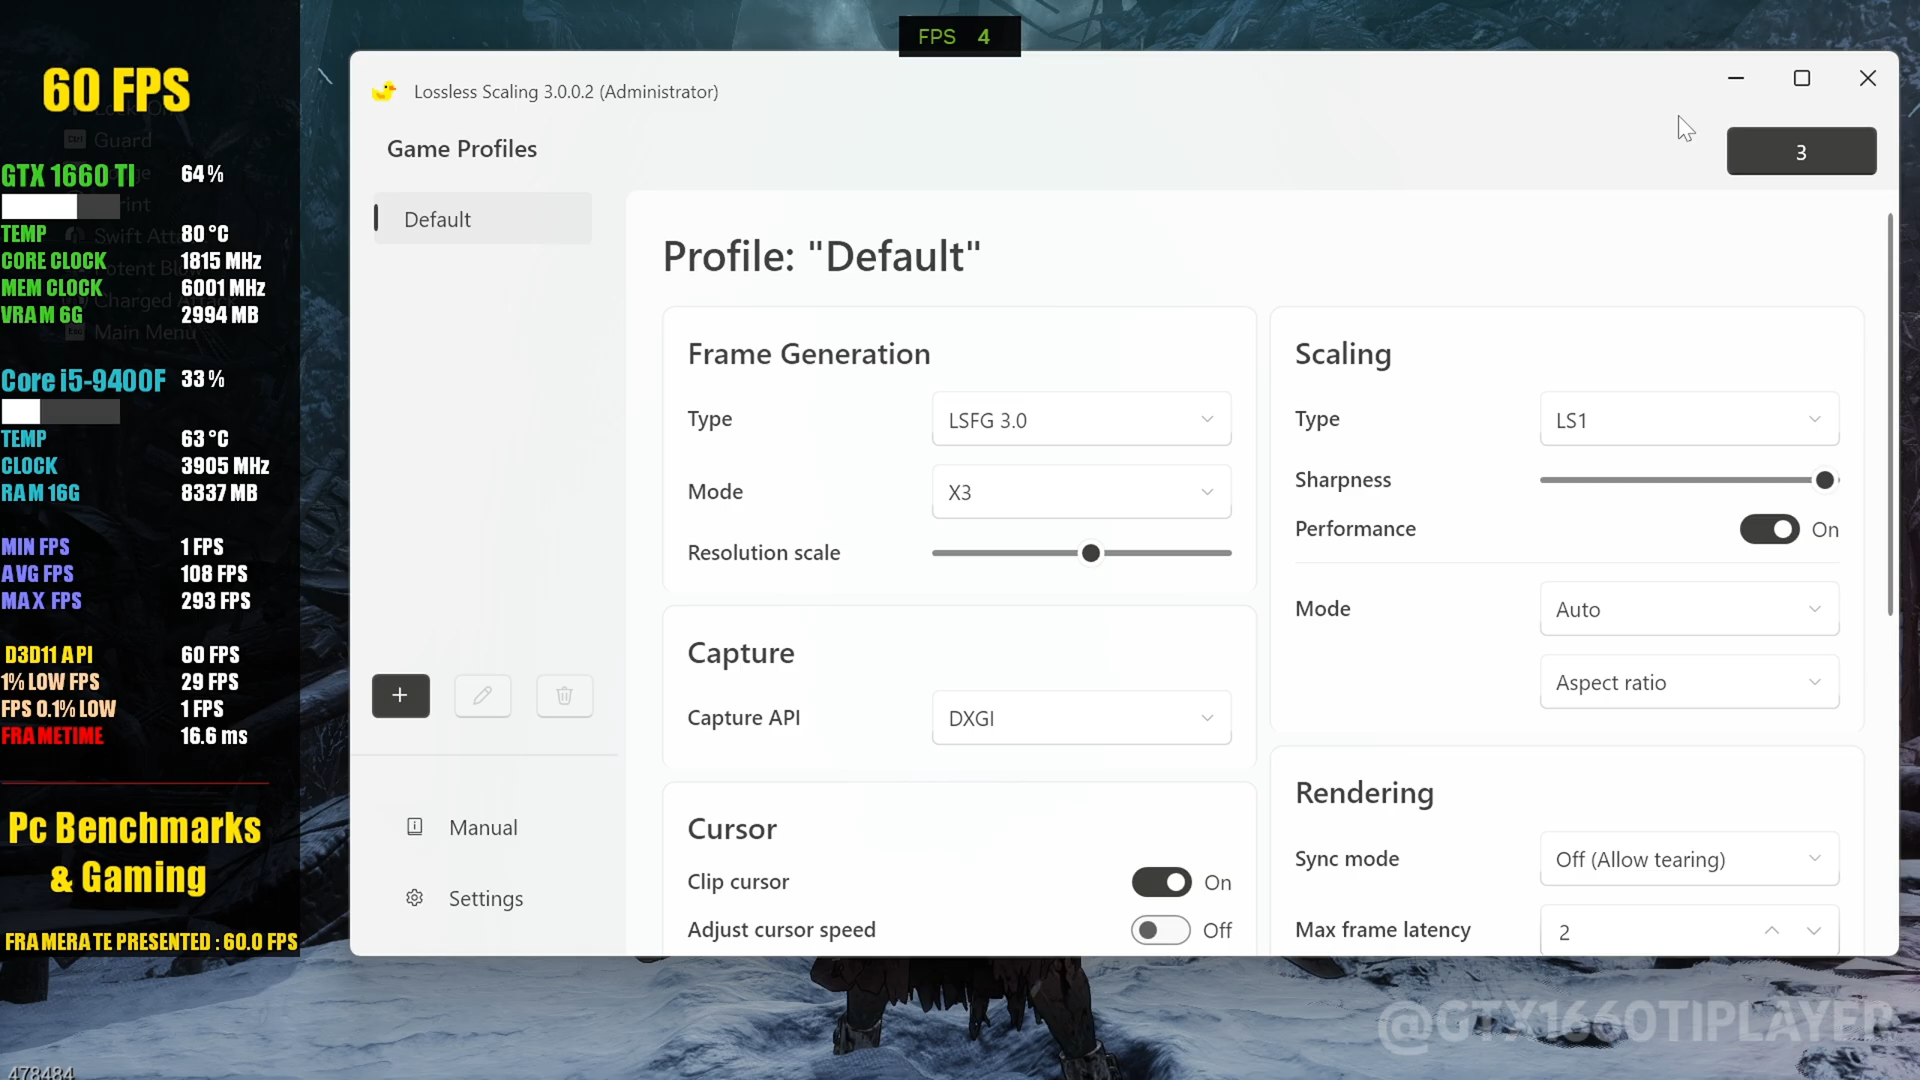 FPS 4
60 FPS
Guard
GTX 1660 TI 64%
TEMP 80 °C
CORE CLOCK 1815 MHz
MEM CLOCK 6001 MHz
VRAM 6G 2994 MB
Main Menu
Core i5-9400F 33%
TEMP 63 °C
CLOCK 3905 MHz
RAM 16G 8337 MB
MIN FPS 1 FPS
AVG FPS 108 FPS
MAX FPS 293 FPS
D3D11 API 60 FPS
1% LOW FPS 29 FPS
FPS 0.1% LOW 1 FPS
FRAMETIME 16.6 ms
Pc Benchmarks
& Gaming
FRAMERATE PRESENTED : 60.0 FPS
478484
Lossless Scaling 3.0.0.2 (Administrator)
Game Profiles
3
Default
Manual
Settings
Profile: "Default"
Frame Generation
Type LSFG 3.0
Mode X3
Resolution scale
Capture
Capture API DXGI
Cursor
Clip cursor On
Adjust cursor speed Off
Scaling
Type LS1
Sharpness
Performance On
Mode Auto
Aspect ratio
Rendering
Sync mode Off (Allow tearing)
Max frame latency 2
@GTX1660TIPLAYER